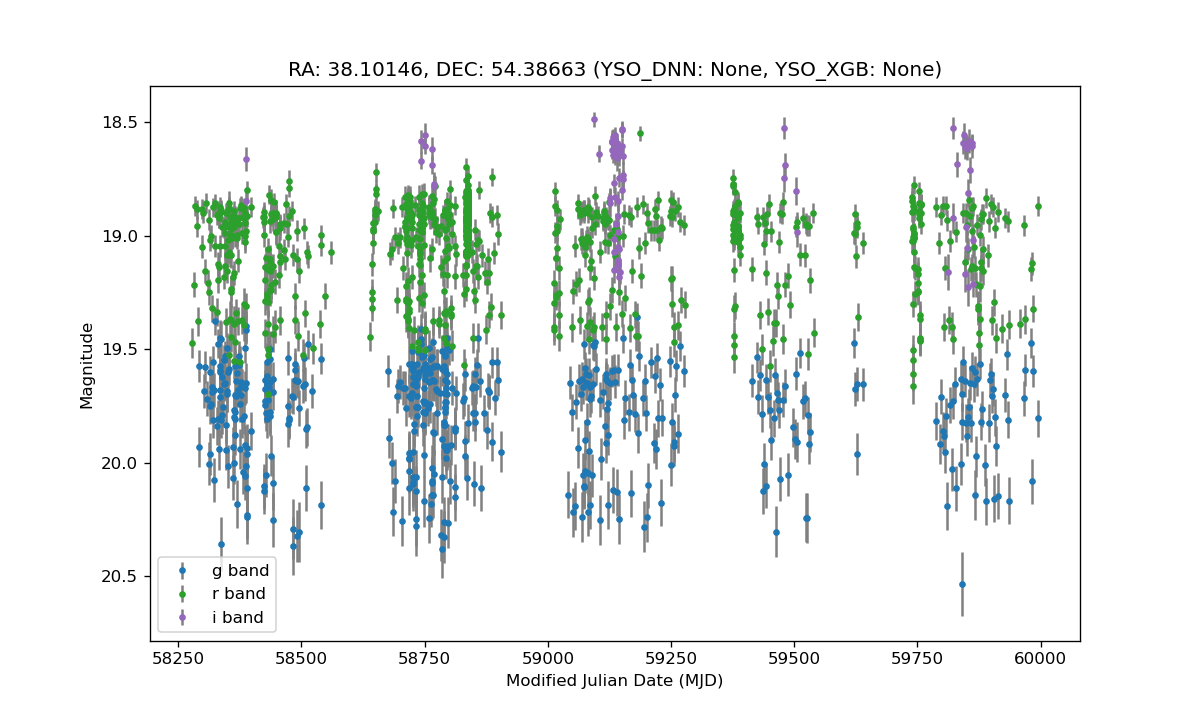 RA: 38.10146, DEC: 54.38663 (YSO_DNN: None, YSO_XGB: None)
18.5
19.0
19.5
20.0
20.5
Magnitude
g band
r band
i band
58250 58500 58750 59000 59250 59500 59750 60000
Modified Julian Date (MJD)